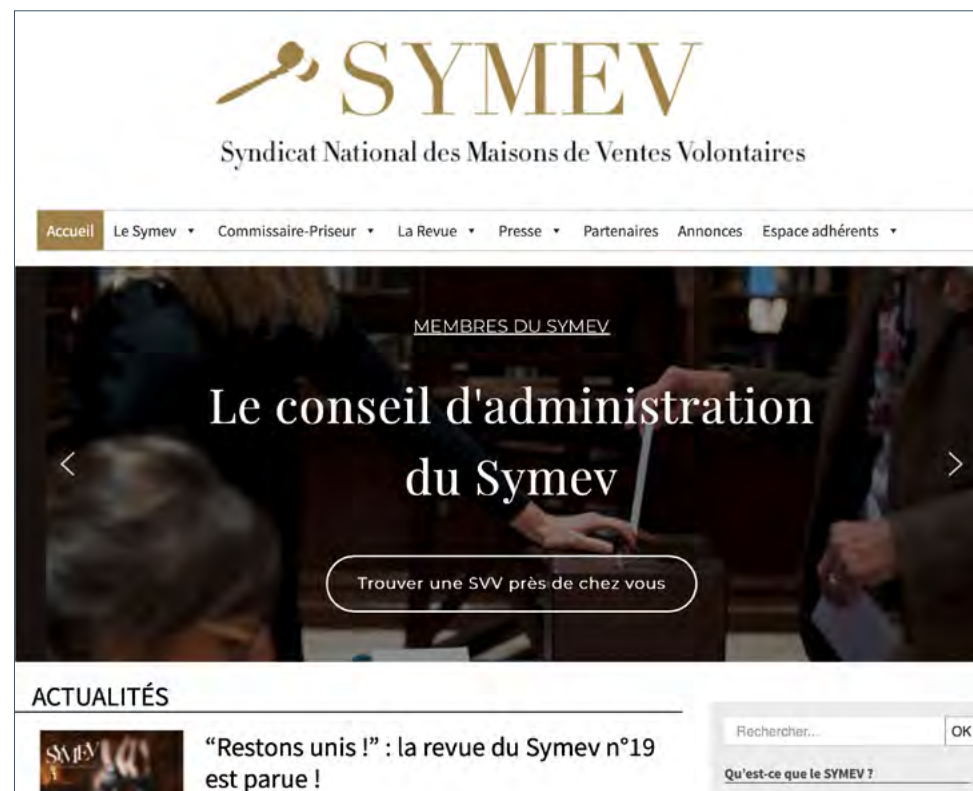 SYMEV
Syndicat National des Maisons de Ventes Volontaires
Accueil Le Symev Commissaire-Priseur La Revue Presse Partenaires Annonces Espace adhérents
MEMBRES DU SYMEV
Le conseil d'administration
du Symev
Trouver une SVV près de chez vous
ACTUALITÉS
SYMEV
“Restons unis !” : la revue du Symev n°19
est parue !
Rechercher... OK
Qu'est-ce que le SYMEV ?